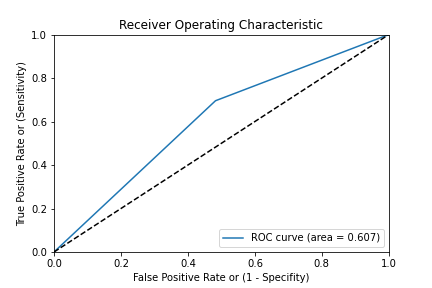 Receiver Operating Characteristic
True Positive Rate or (Sensitivity)
1.0
0.8
0.6
0.4
0.2
0.0
ROC curve (area = 0.607)
0.0 0.2 0.4 0.6 0.8 1.0
False Positive Rate or (1 - Specifity)